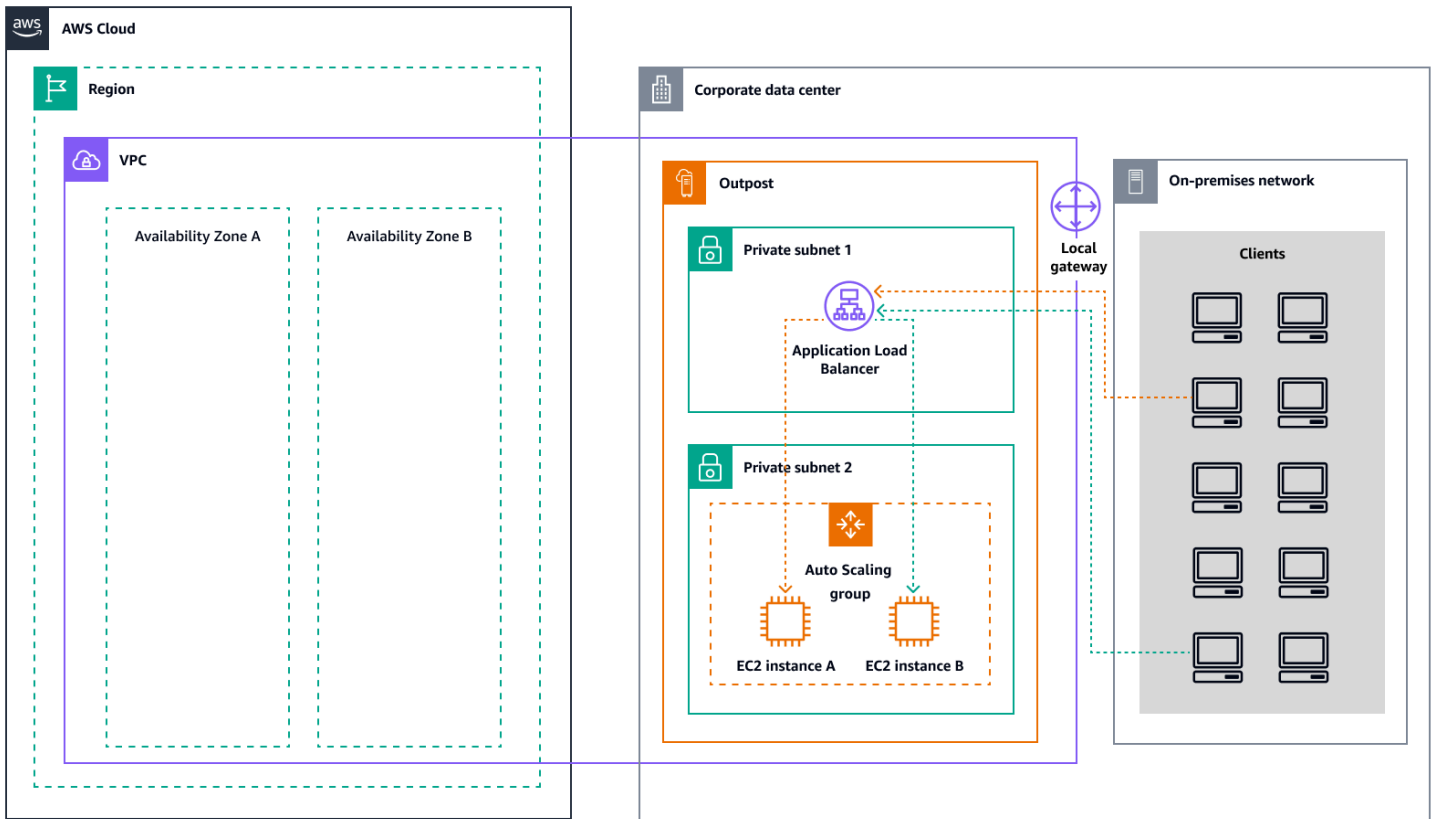 aws
AWS Cloud
Region
VPC
Availability Zone A
Availability Zone B
Corporate data center
Outpost
Private subnet 1
Application Load
Balancer
Private subnet 2
Auto Scaling
group
EC2 instance A
EC2 instance B
Local
gateway
On-premises network
Clients